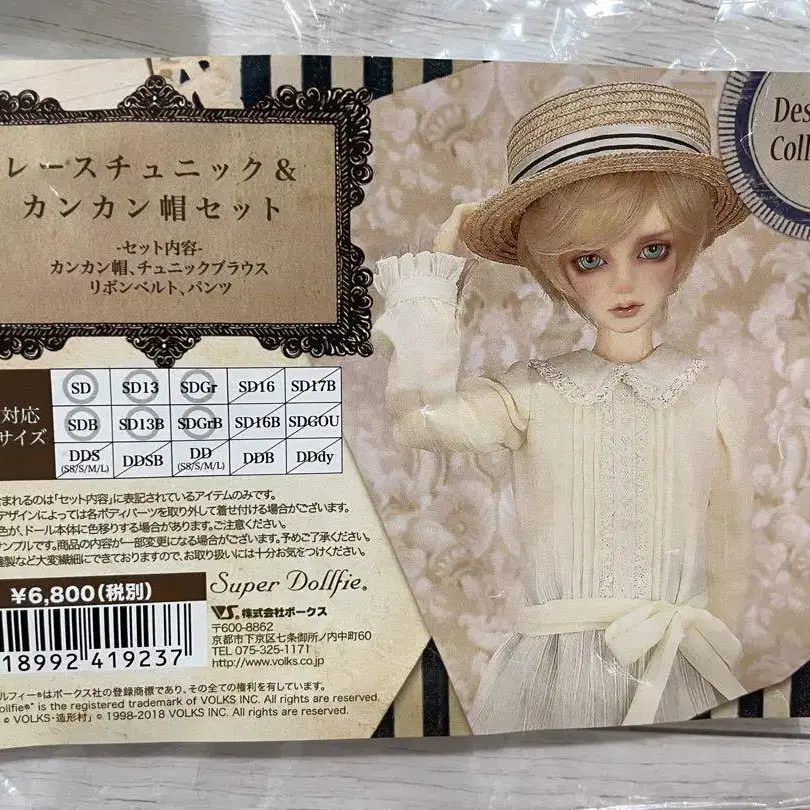 レースチュニック&
カンカン帽セット
-セット内容-
カンカン帽、チュニックブラウス
リボンベルト、パンツ
Des
Coll
対応
サイズ
SD SD13 SDGr SD16 SD17B
SDB SD13B SDGrB SD16B SDGOU
DDS (SS/S/M/L) DDSB DD (SS/S/M/L) DDB DDdy
含まれるのは「セット内容」に表記されているアイテムのみです。
デザインによっては各ボディパーツを取り外して着せ付ける場合がございます。
色が、ドール本体に色移りする場合があります。ご注意ください。
サンプルです。商品の内容が一部変更になる場合がございます。予めご了承ください。
縫製など大変繊細にできておりますので、お取り扱いには十分お気をつけください。
¥6,800(税別)
18992 419237
Super Dollfie®
VS. 株式会社ボークス
〒600-8862
京都市下京区七条御所ノ内中町60
TEL 075-325-1171
http://www.volks.co.jp
ルフィー®はボークス社の登録商標であり、その全ての権利を有しています。
ollfie® is the registered trademark of VOLKS INC. All rights are reserved.
© VOLKS・造形村 © 1998-2018 VOLKS INC. All rights are reserved.